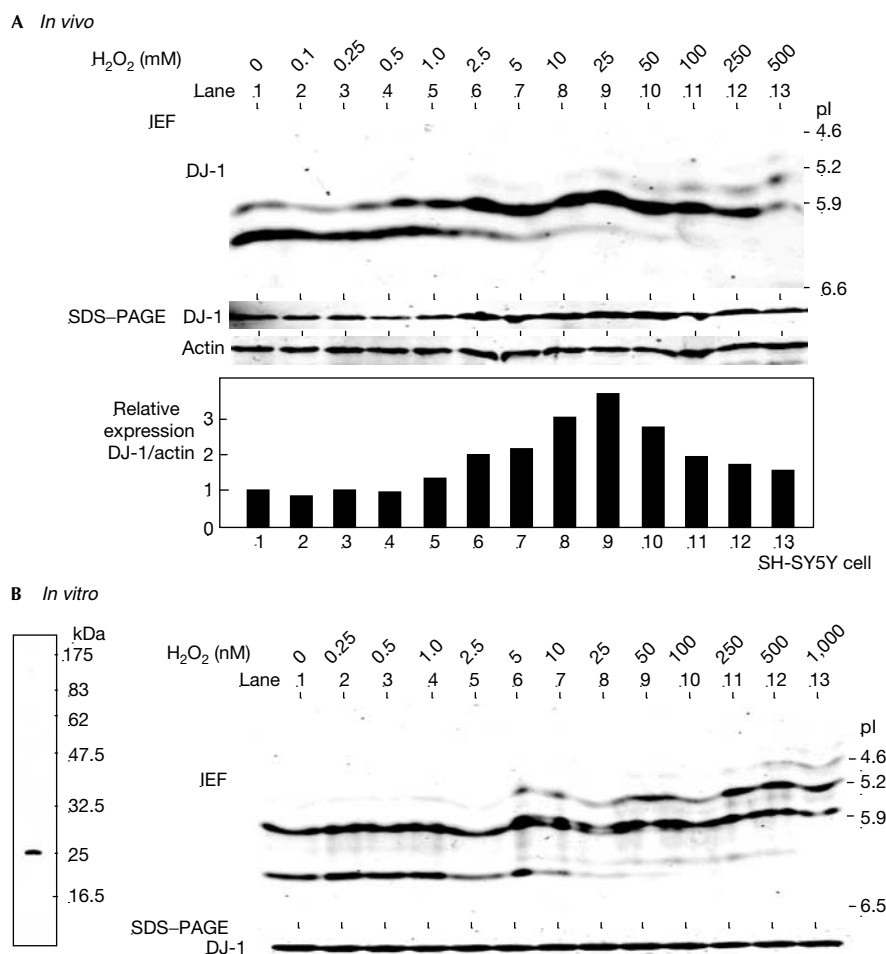 A In vivo
H₂O₂ (mM) 0 0.1 0.25 0.5 1.0 2.5 5 10 25 50 100 250 500
Lane 1 2 3 4 5 6 7 8 9 10 11 12 13
IEF pI
4.6
DJ-1 5.2
5.9
6.6
SDS–PAGE DJ-1
Actin
Relative expression DJ-1/actin
3
2
1
0
1 2 3 4 5 6 7 8 9 10 11 12 13
SH-SY5Y cell
B In vitro
kDa
175
83
62
47.5
32.5
25
16.5
H₂O₂ (nM) 0 0.25 0.5 1.0 2.5 5 10 25 50 100 250 500 1,000
Lane 1 2 3 4 5 6 7 8 9 10 11 12 13
pI
IEF
4.6
5.2
5.9
6.5
SDS–PAGE
DJ-1